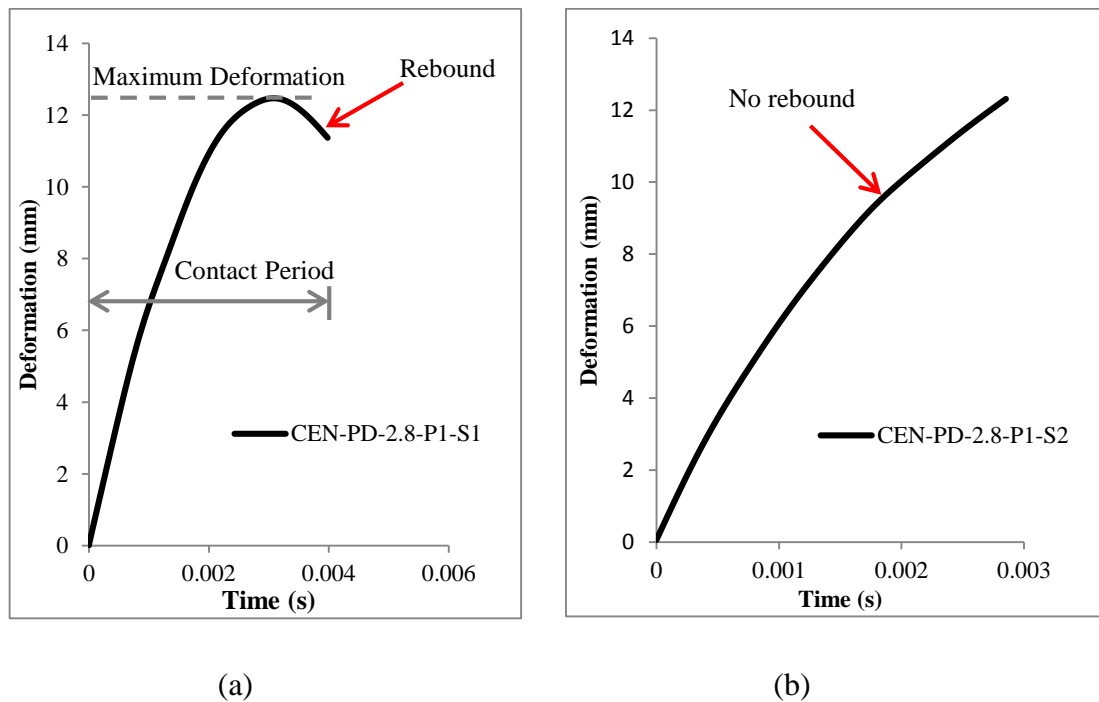 14
12
10
8
6
4
2
0
Deformation (mm)
Maximum Deformation
Rebound
Contact Period
CEN-PD-2.8-P1-S1
0 0.002 0.004 0.006
Time (s)
(a)
14
12
10
8
6
4
2
0
Deformation (mm)
No rebound
CEN-PD-2.8-P1-S2
0 0.001 0.002 0.003
Time (s)
(b)